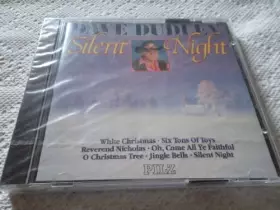 DAVE DUDLEY
Silent Night
White Christmas · Six Tons Of Toys
Reverend Nicholas · Oh, Come All Ye Faithful
O Christmas Tree · Jingle Bells · Silent Night
PILZ